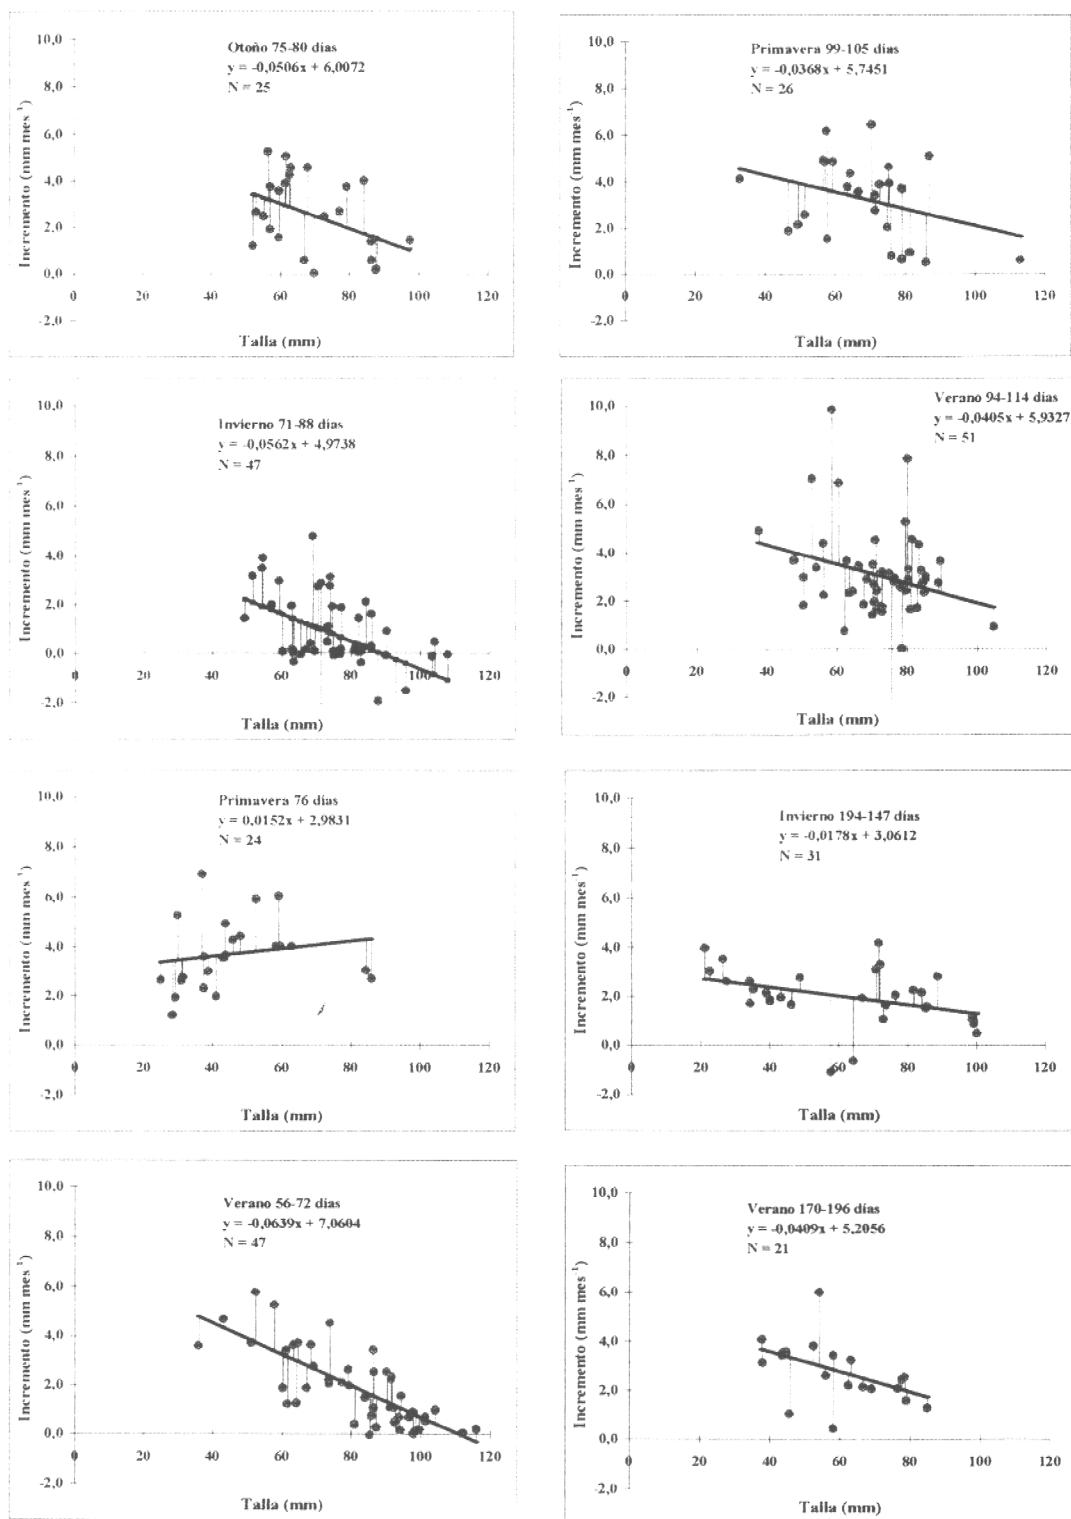 Otoño 75-80 días
y = -0,0506x + 6,0072
N = 25
Incremento (mm mes-1)
10,0
8,0
6,0
4,0
2,0
0,0
-2,0
0
20
40
60
80
100
120
Talla (mm)
Primavera 99-105 días
y = -0,0368x + 5,7451
N = 26
Incremento (mm mes-1)
10,0
8,0
6,0
4,0
2,0
0,0
-2,0
0
20
40
60
80
100
120
Talla (mm)
Invierno 71-88 días
y = -0,0562x + 4,9738
N = 47
Incremento (mm mes-1)
10,0
8,0
6,0
4,0
2,0
0,0
-2,0
0
20
40
60
80
100
120
Talla (mm)
Verano 94-114 días
y = -0,0405x + 5,9327
N = 51
Incremento (mm mes-1)
10,0
8,0
6,0
4,0
2,0
0,0
-2,0
0
20
40
60
80
100
120
Talla (mm)
Primavera 76 días
y = 0,0152x + 2,9831
N = 24
Incremento (mm mes-1)
10,0
8,0
6,0
4,0
2,0
0,0
-2,0
0
20
40
60
80
100
120
Talla (mm)
Invierno 194-147 días
y = -0,0178x + 3,0612
N = 31
Incremento (mm mes-1)
10,0
8,0
6,0
4,0
2,0
0,0
-2,0
0
20
40
60
80
100
120
Talla (mm)
Verano 56-72 días
y = -0,0639x + 7,0604
N = 47
Incremento (mm mes-1)
10,0
8,0
6,0
4,0
2,0
0,0
-2,0
0
20
40
60
80
100
120
Talla (mm)
Verano 170-196 días
y = -0,0409x + 5,2056
N = 21
Incremento (mm mes-1)
10,0
8,0
6,0
4,0
2,0
0,0
-2,0
0
20
40
60
80
100
120
Talla (mm)